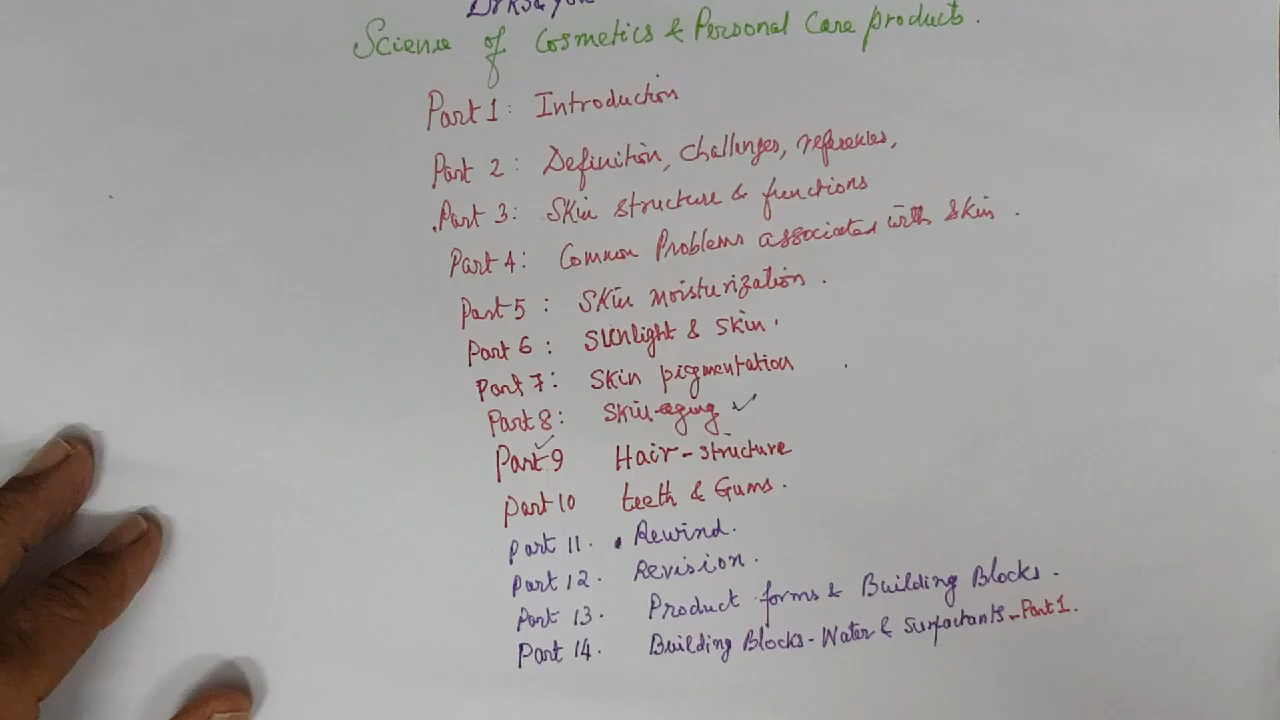 Science of Cosmetics & Personal Care products.
Part 1: Introduction
Part 2: Definition, challenges, references,
Part 3: Skin structure & functions
Part 4: Common Problems associated with Skin.
Part 5: Skin moisturization.
Part 6: Sunlight & Skin.
Part 7: Skin pigmentation
Part 8: Skin-aging ✓
Part 9 Hair-structure
Part 10 teeth & Gums.
Part 11. Rewind.
Part 12. Revision.
Part 13. Product forms & Building Blocks.
Part 14. Building Blocks-Water & Surfactants-Part 1.